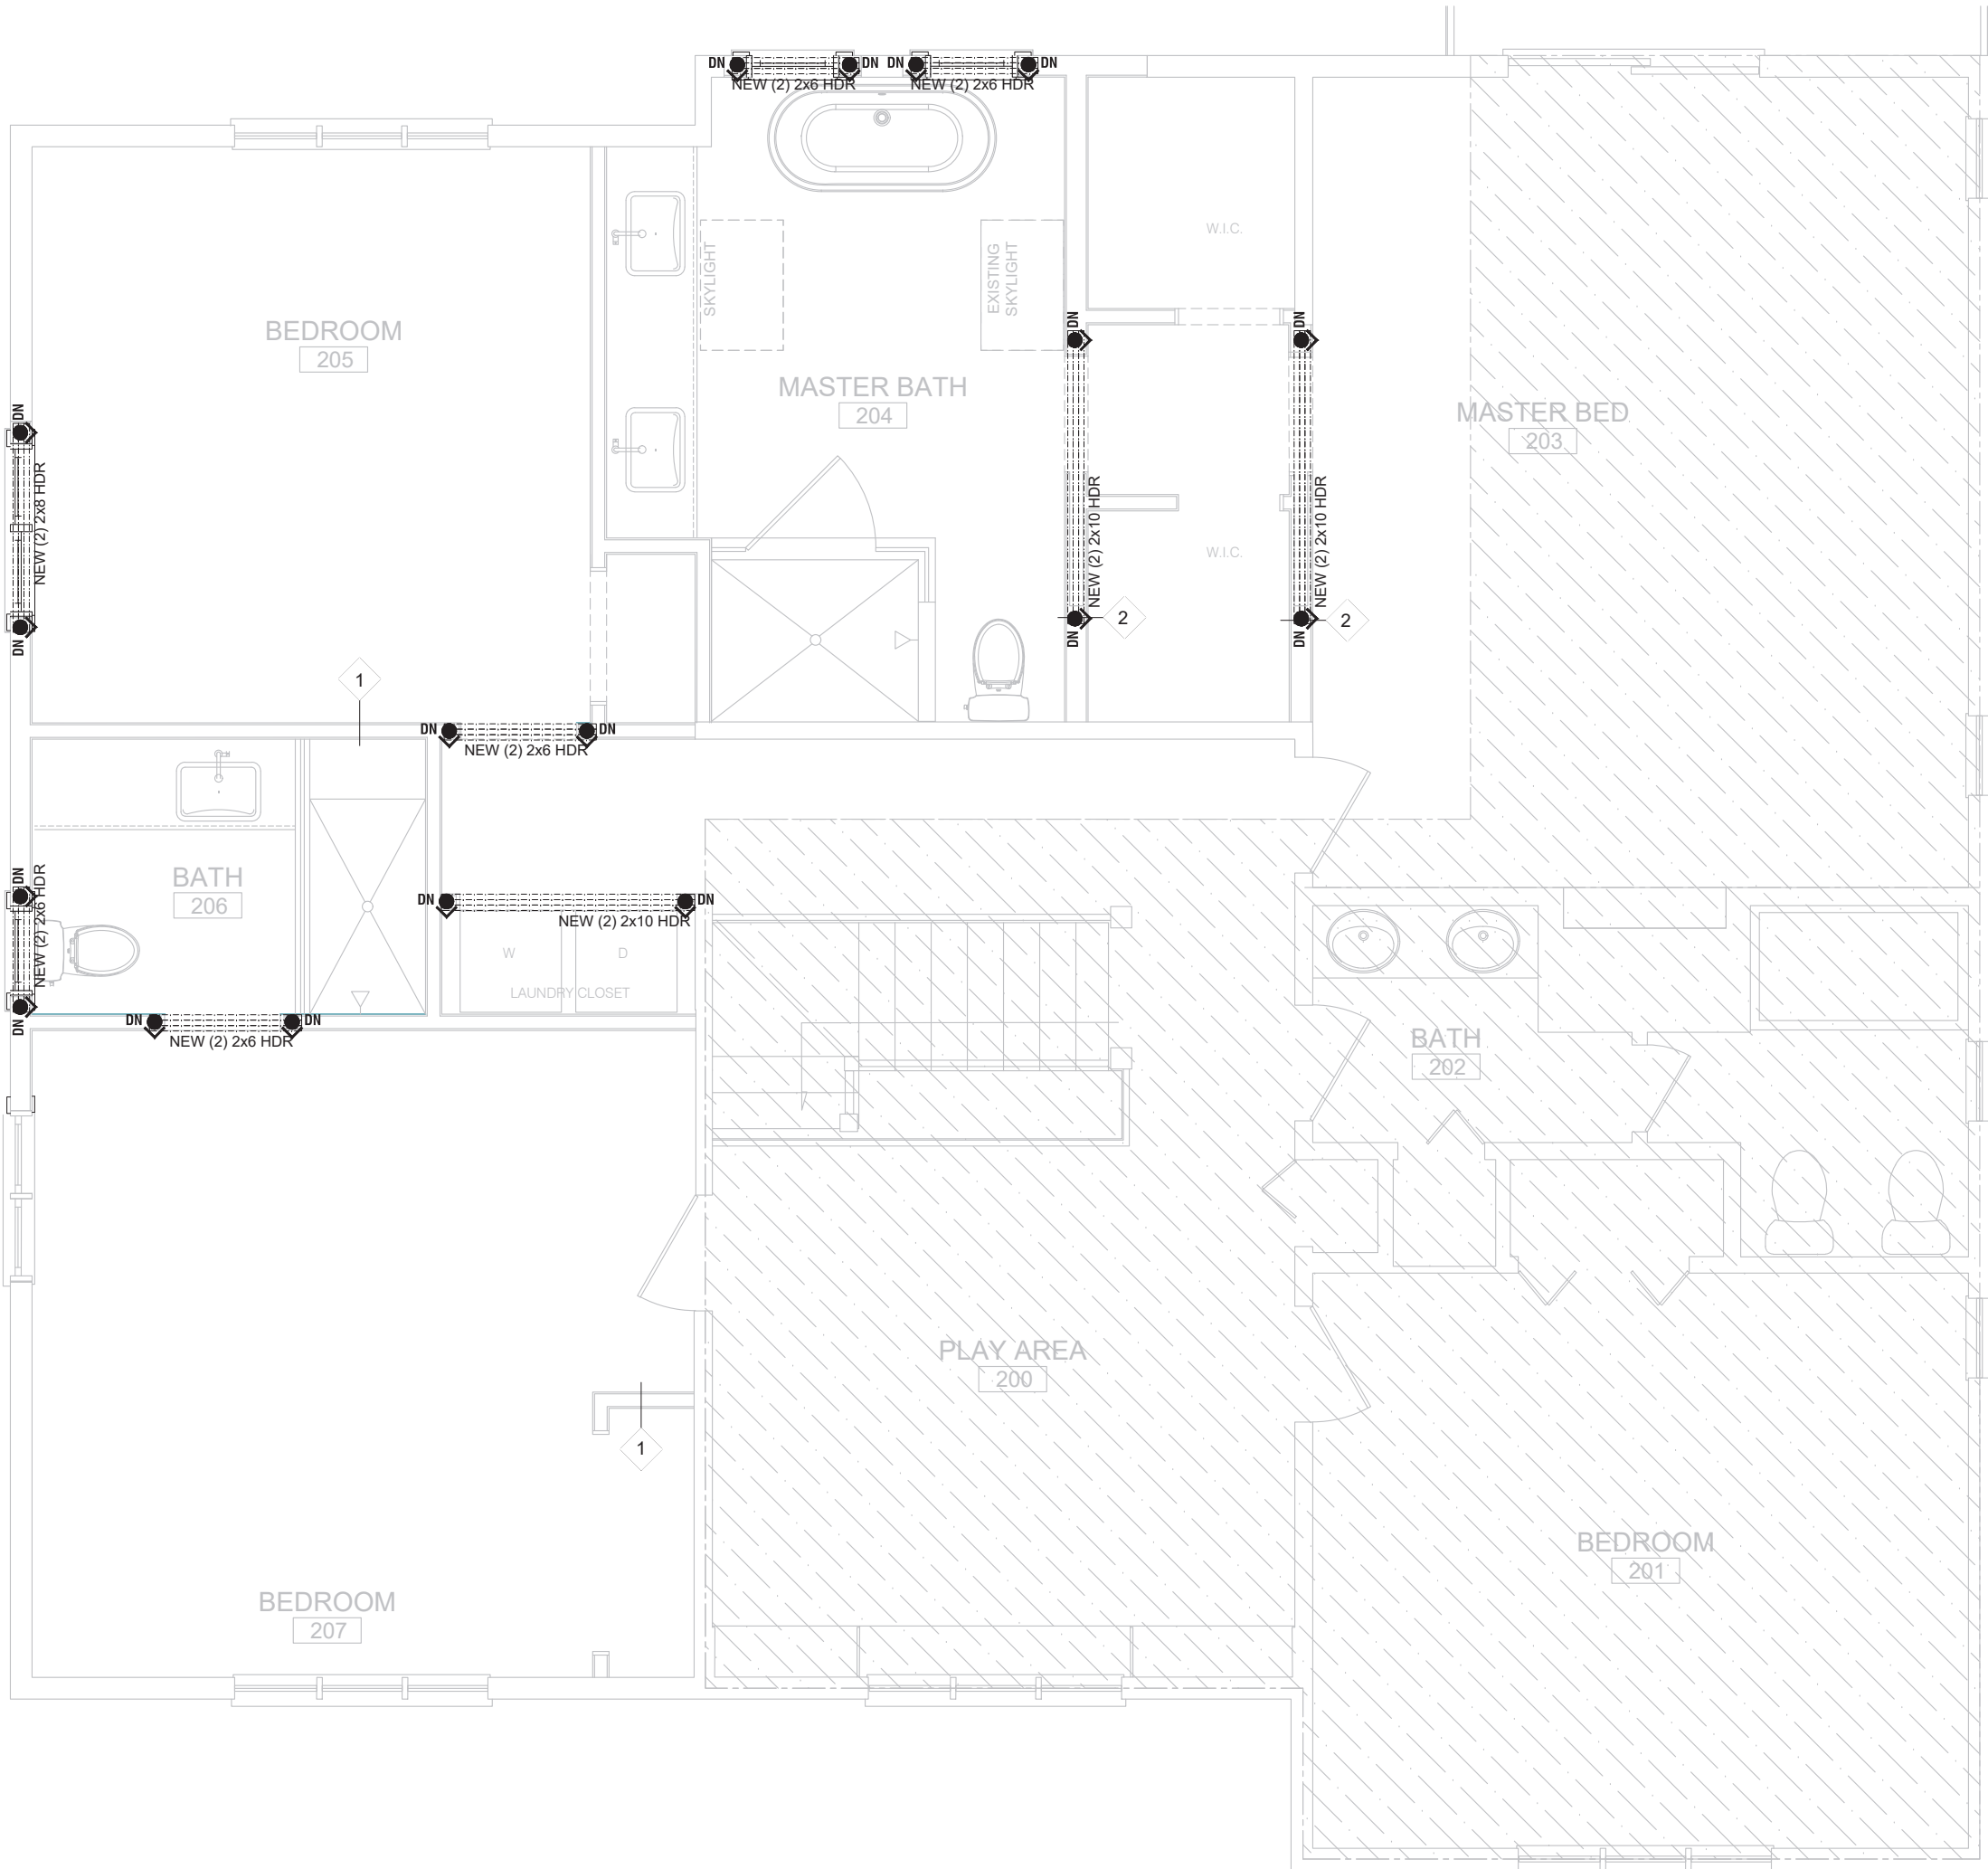 DN
DN
DN
DN
NEW (2) 2x6 HDR
NEW (2) 2x6 HDR
W.I.C.
SKYLIGHT
EXISTING
SKYLIGHT
BEDROOM
205
DN
DN
MASTER BATH
204
MASTER BED
203
DN
NEW (2) 2x8 HDR
DN
NEW (2) 2x10 HDR
NEW (2) 2x10 HDR
W.I.C.
2
2
DN
DN
1
DN
DN
NEW (2) 2x6 HDR
BATH
206
DN
NEW (2) 2x6 HDR
DN
DN
DN
NEW (2) 2x10 HDR
W
D
LAUNDRY CLOSET
DN
DN
NEW (2) 2x6 HDR
BATH
202
PLAY AREA
200
1
BEDROOM
201
BEDROOM
207